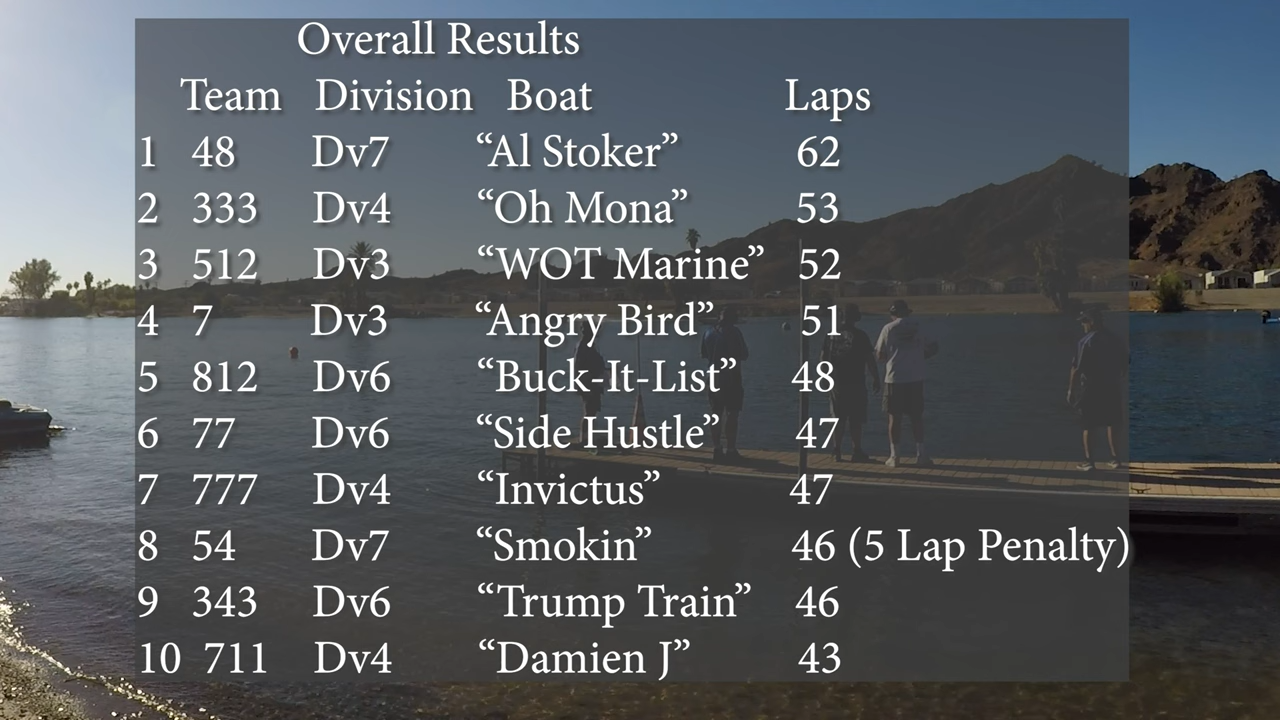 Overall Results
Team Division Boat Laps
1 48 Dv7 “Al Stoker” 62
2 333 Dv4 “Oh Mona” 53
3 512 Dv3 “WOT Marine” 52
4 7 Dv3 “Angry Bird” 51
5 812 Dv6 “Buck-It-List” 48
6 77 Dv6 “Side Hustle” 47
7 777 Dv4 “Invictus” 47
8 54 Dv7 “Smokin” 46 (5 Lap Penalty)
9 343 Dv6 “Trump Train” 46
10 711 Dv4 “Damien J” 43